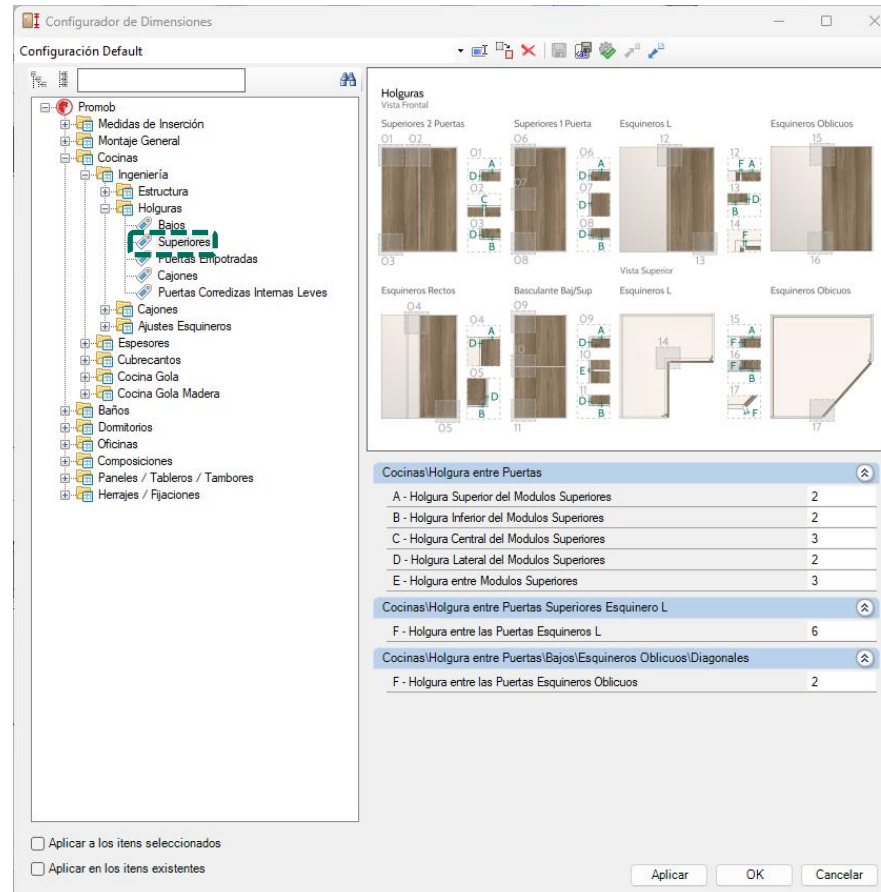 Configurador de Dimensiones
Configuración Default
Promob
Medidas de Inserción
Montaje General
Cocinas
Ingeniería
Estructura
Holguras
Bajos
Superiores
Puertas Empotradas
Cajones
Puertas Corredizas Internas Leves
Cajones
Ajustes Esquineros
Espesores
Cubrecantos
Cocina Gola
Cocina Gola Madera
Baños
Dormitorios
Oficinas
Composiciones
Paneles / Tableros / Tambores
Herrajes / Fijaciones
Holguras
Vista Frontal
Superiores 2 Puertas Superiores 1 Puerta Esquineros L Esquineros Oblicuos
01 02 06 12 15
01 A D 02 C 03 D B
06 A D 07 07 D 08 D B
12 F A 13 D B 14 F
03 08 13 16
Vista Superior
Esquineros Rectos Basculante Baj/Sup Esquineros L Esquineros Obicuos
04 09 14
04 A D 05 D B
09 A D 10 E 11 D B
15 A F 16 F B 17 F
05 11 17
Cocinas\Holgura entre Puertas
A - Holgura Superior del Modulos Superiores 2
B - Holgura Inferior del Modulos Superiores 2
C - Holgura Central del Modulos Superiores 3
D - Holgura Lateral del Modulos Superiores 2
E - Holgura entre Modulos Superiores 3
Cocinas\Holgura entre Puertas Superiores Esquinero L
F - Holgura entre las Puertas Esquineros L 6
Cocinas\Holgura entre Puertas\Bajos\Esquineros Oblicuos\Diagonales
F - Holgura entre las Puertas Esquineros Oblicuos 2
Aplicar a los itens seleccionados
Aplicar en los itens existentes
Aplicar OK Cancelar